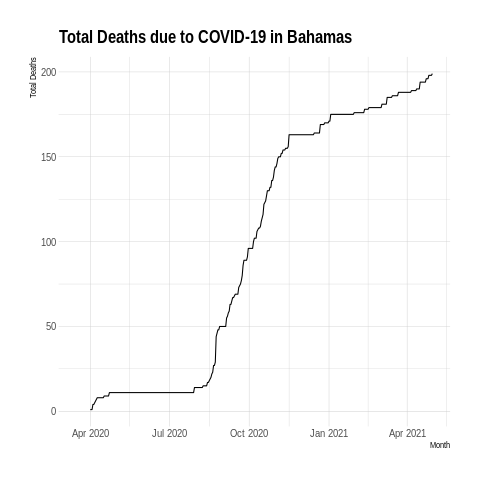 Total Deaths due to COVID-19 in Bahamas
Total Deaths
200
150
100
50
0
Apr 2020
Jul 2020
Oct 2020
Jan 2021
Apr 2021
Month